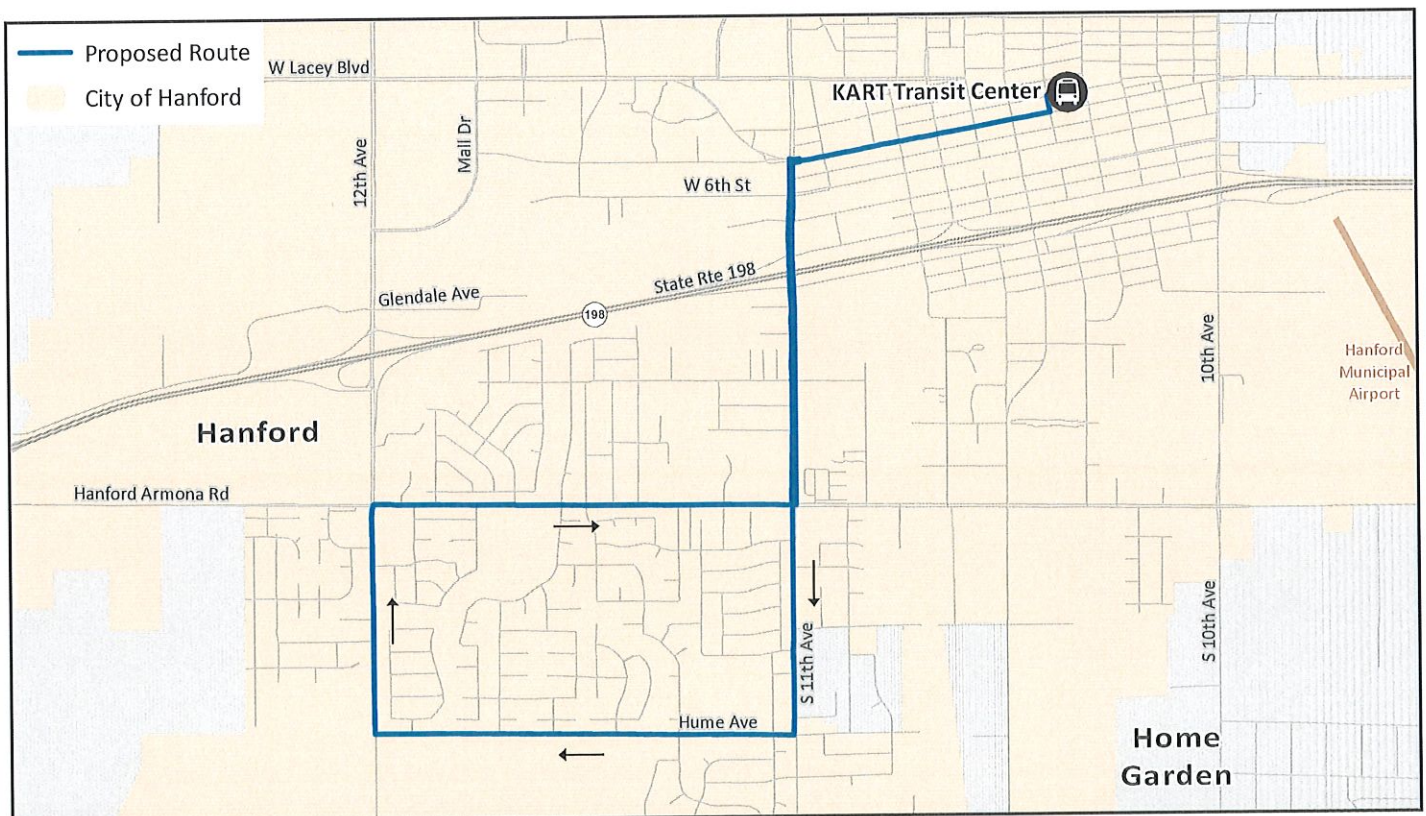 Proposed Route
City of Hanford
W Lacey Blvd
KART Transit Center
12th Ave
Mall Dr
W 6th St
State Rte 198
198
Glendale Ave
10th Ave
Hanford
Municipal
Airport
Hanford
Hanford Armona Rd
S 11th Ave
S 10th Ave
Hume Ave
Home
Garden